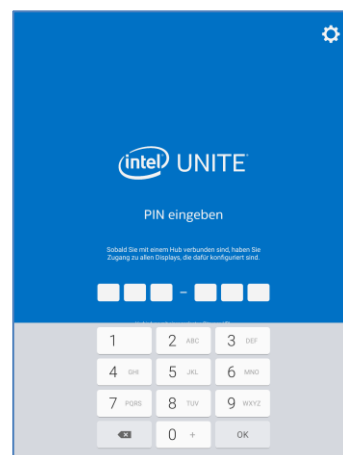 intel UNITE
PIN eingeben
Sobald Sie mit einem Hub verbunden sind, haben Sie
Zugang zu allen Displays, die dafür konfiguriert sind.
–
1 2 ABC 3 DEF
4 GHI 5 JKL 6 MNO
7 PQRS 8 TUV 9 WXYZ
0 + OK